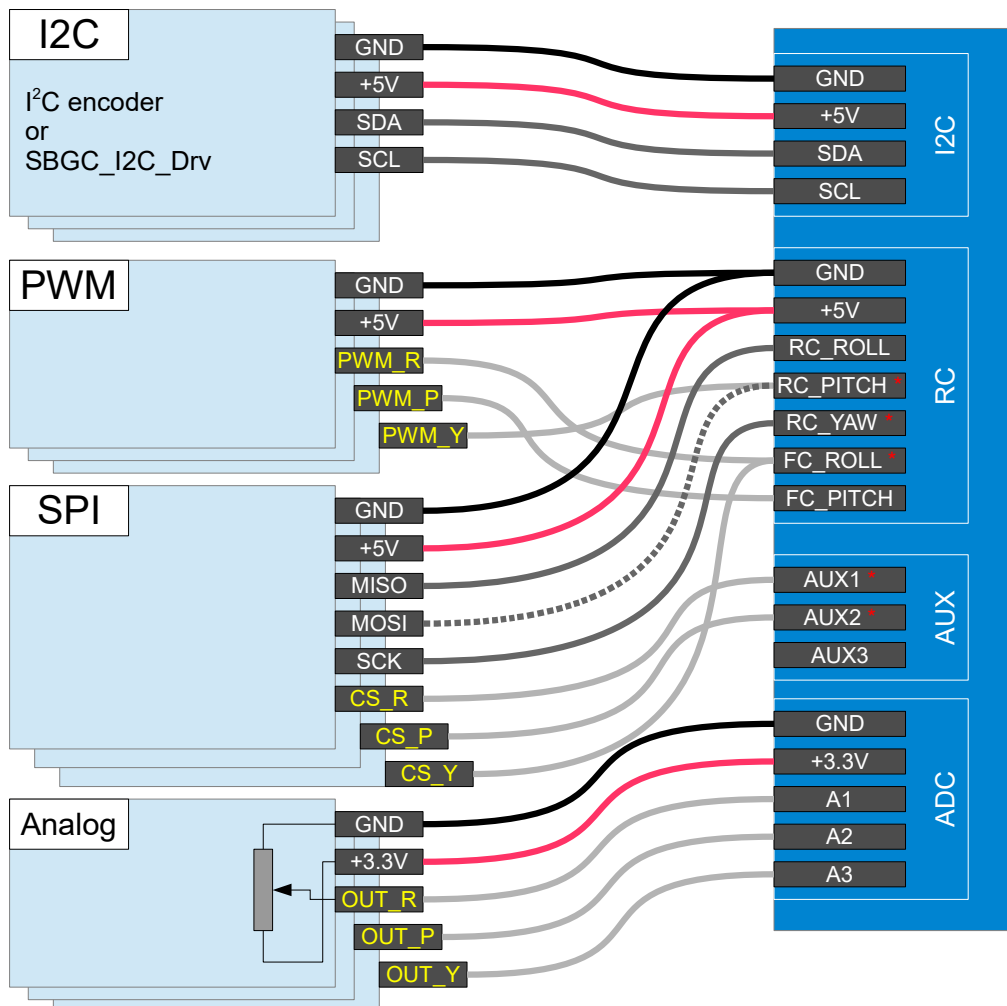 I2C
I²C encoder
or
SBGC_I2C_Drv
GND
+5V
SDA
SCL
PWM
GND
+5V
PWM_R
PWM_P
PWM_Y
SPI
GND
+5V
MISO
MOSI
SCK
CS_R
CS_P
CS_Y
Analog
GND
+3.3V
OUT_R
OUT_P
OUT_Y
GND
+5V
SDA
SCL
I2C
GND
+5V
RC_ROLL
RC_PITCH *
RC_YAW *
FC_ROLL *
FC_PITCH
RC
AUX1 *
AUX2 *
AUX3
AUX
GND
+3.3V
A1
A2
A3
ADC